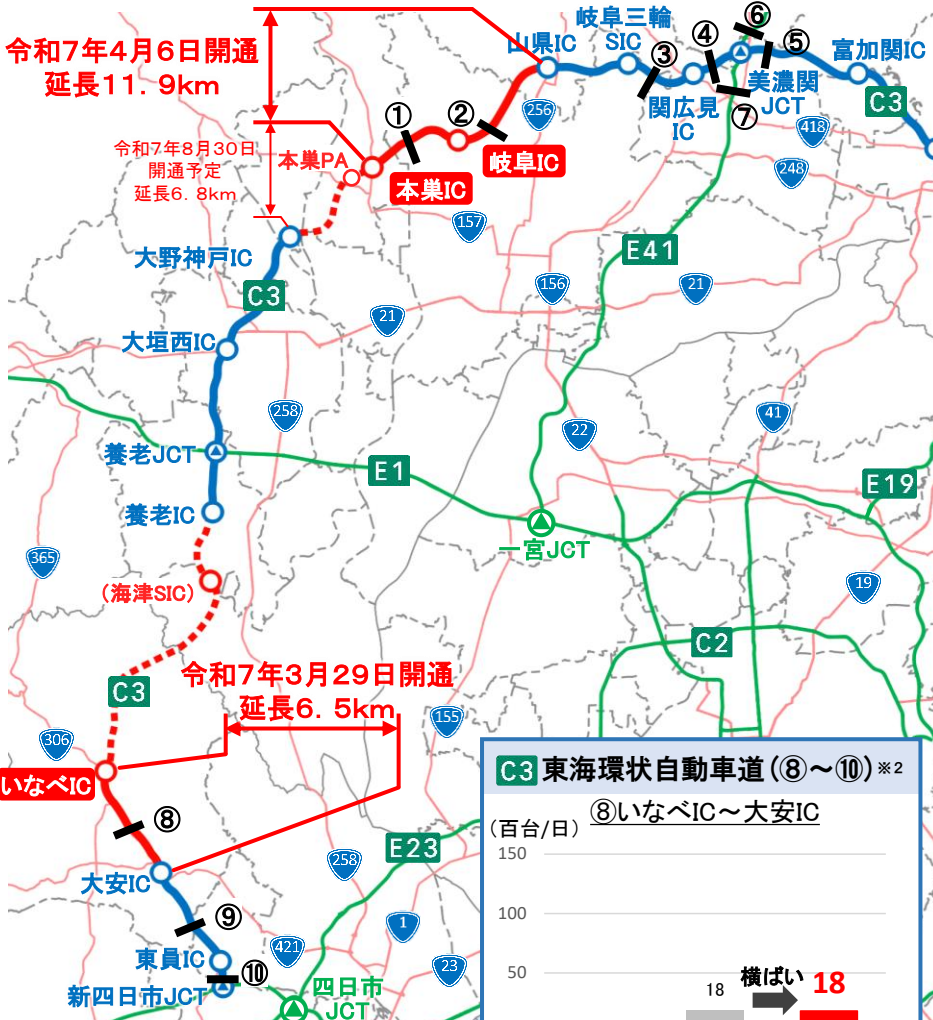 令和7年4月6日開通
延長11.9km
令和7年8月30日
開通予定
延長6.8km
本巣PA
本巣IC
①
②
岐阜IC
山県IC
岐阜三輪
SIC
③
関広見
IC
④
⑥
⑤
⑦
美濃関
JCT
富加関IC
C3
256
418
248
157
大野神戸IC
C3
E41
156
21
21
大垣西IC
258
22
41
養老JCT
E1
E19
養老IC
一宮JCT
365
(海津SIC)
19
C2
C3
令和7年3月29日開通
延長6.5km
155
306
いなべIC
⑧
大安IC
258
E23
⑨
421
1
23
東員IC
⑩
新四日市JCT
四日市
JCT
C3 東海環状自動車道(⑧～⑩)※2
⑧いなべIC～大安IC
(百台/日)
150
100
50
18
横ばい
18